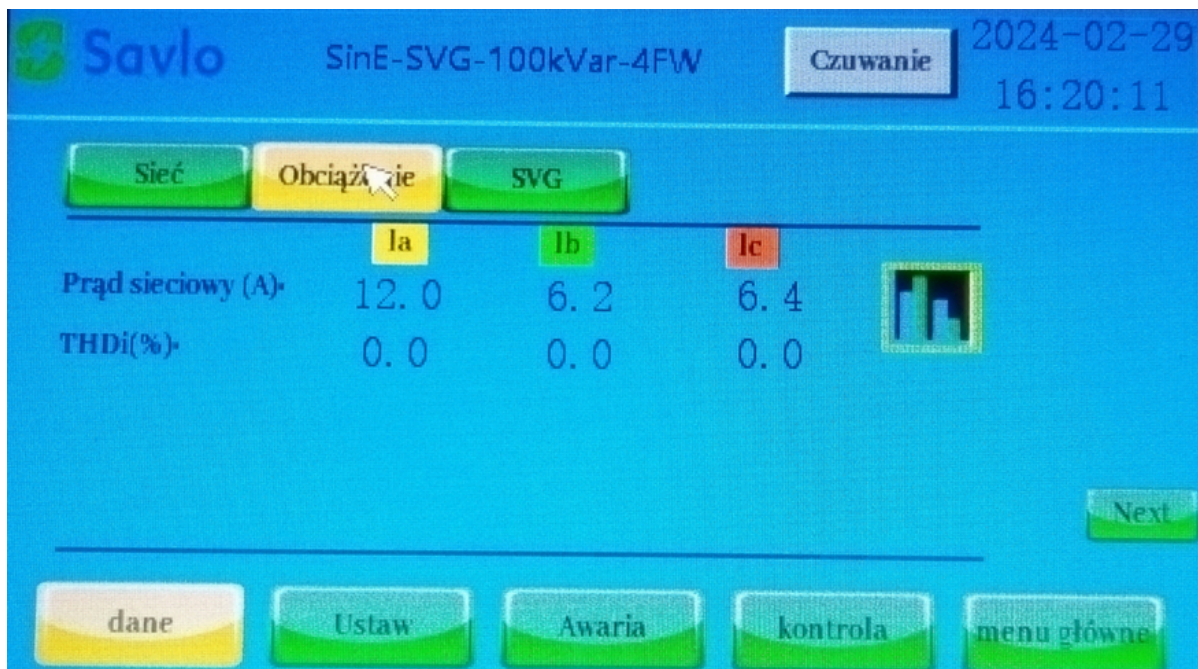 Savlo SinE-SVG-100kVar-4FW Czuwanie 2024-02-29
16:20:11
Sieć Obciążenie SVG
Ia Ib Ic
Prąd sieciowy (A): 12.0 6.2 6.4
THDi(%): 0.0 0.0 0.0
Next
dane Ustaw Awaria kontrola menu główne